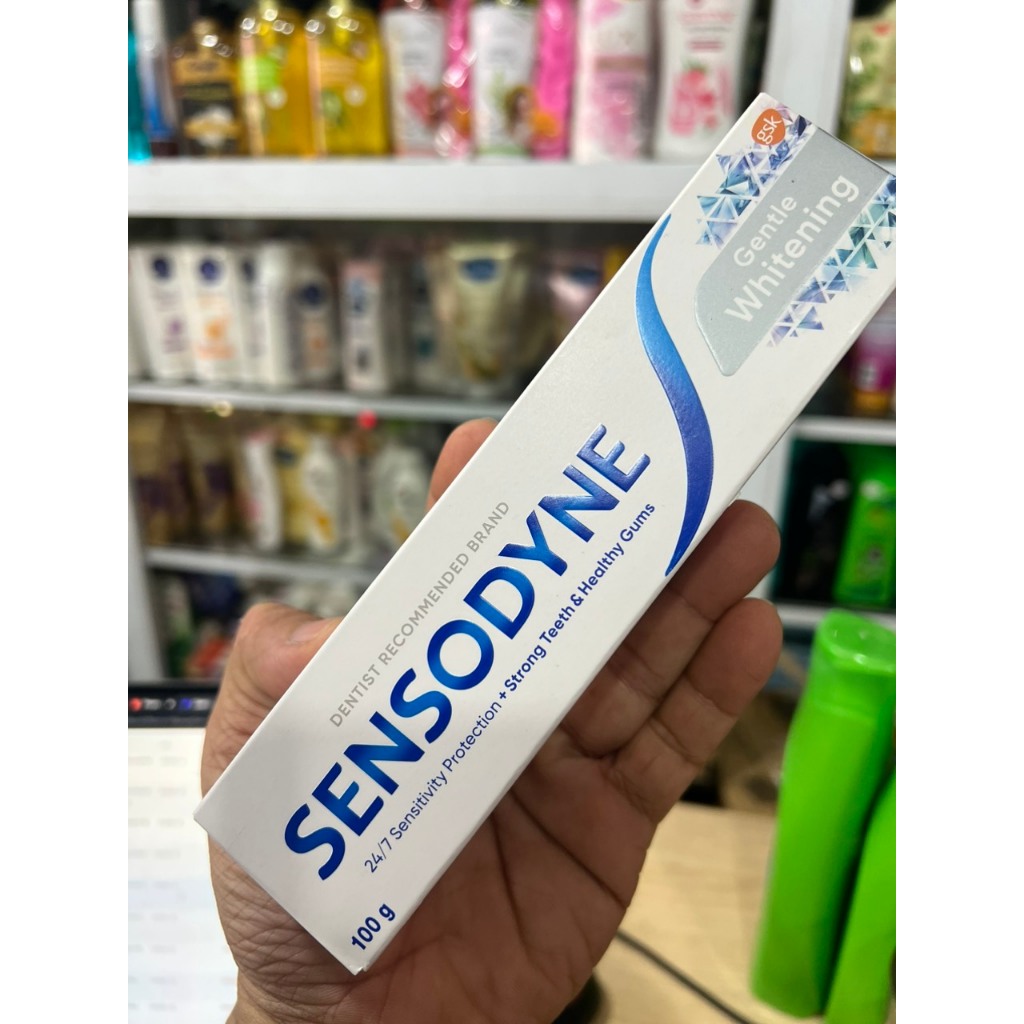 gsk
Gentle
Whitening
DENTIST RECOMMENDED BRAND
SENSODYNE
24/7 Sensitivity Protection + Strong Teeth & Healthy Gums
100 g